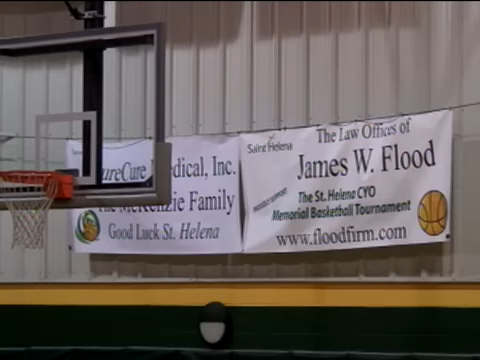 ureCure
edical, Inc.
The McKenzie Family
Good Luck St. Helena
Saint Helena
The Law Offices of
James W. Flood
PROUDLY SUPPORT
The St. Helena CYO
Memorial Basketball Tournament
www.floodfirm.com